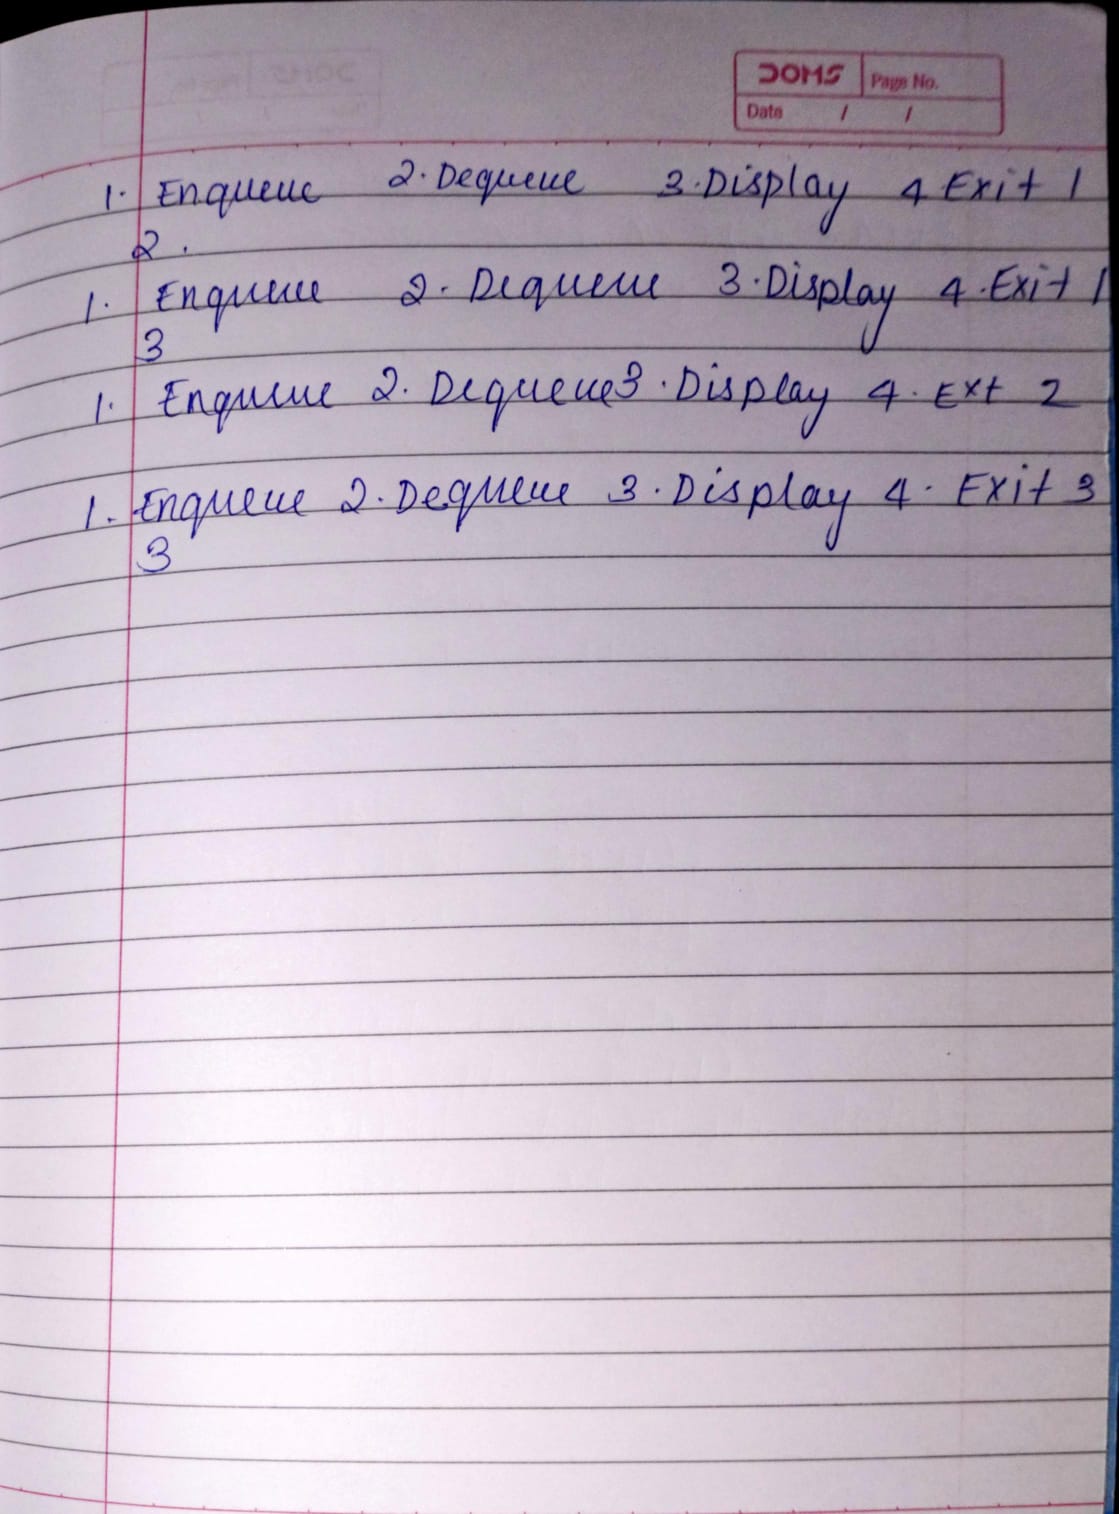 DOMS Page No.
Date / /
1. Enqueue 2. Dequeue 3. Display 4 Exit 1
2.
1. Enqueue 2. Dequeue 3. Display 4. Exit 1
3
1. Enqueue 2. Dequeue 3. Display 4. Ext 2
1. Enqueue 2. Dequeue 3. Display 4. Exit 3
3